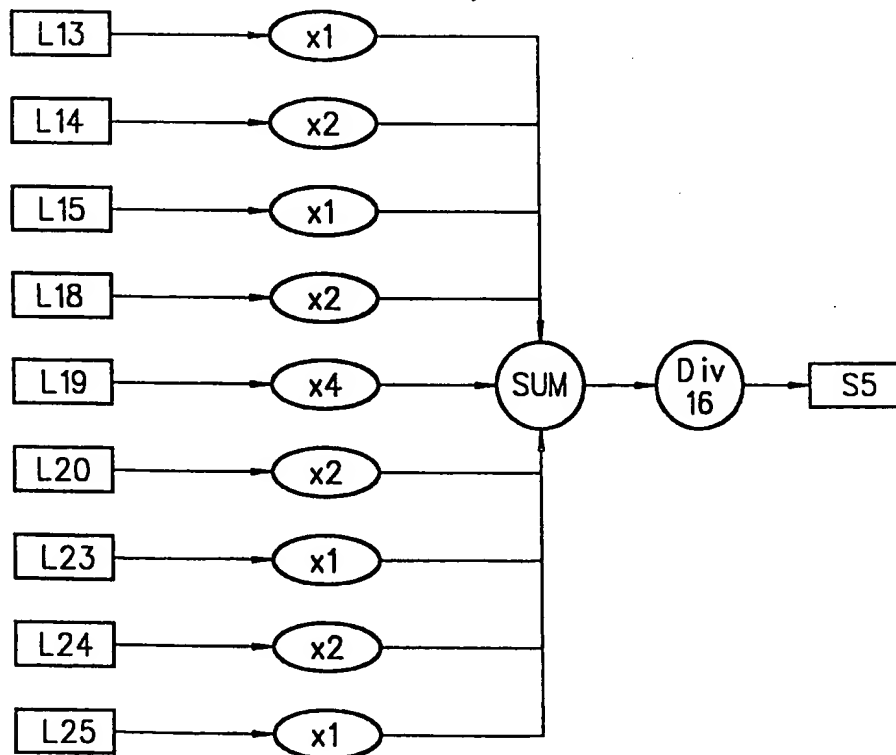 L13 x1
L14 x2
L15 x1
L18 x2
L19 x4 SUM Div 16 S5
L20 x2
L23 x1
L24 x2
L25 x1